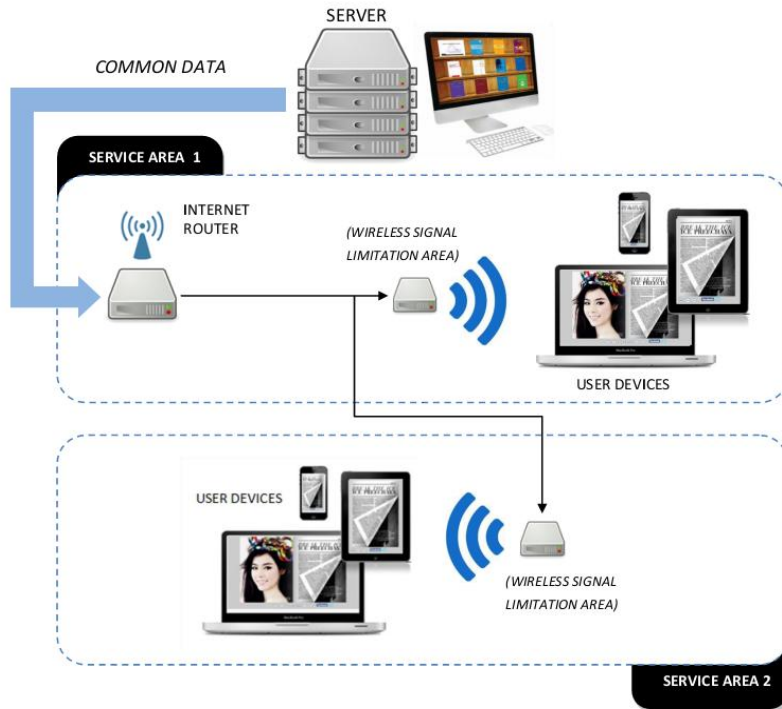 SERVER
COMMON DATA
SERVICE AREA 1
INTERNET
ROUTER
(WIRELESS SIGNAL
LIMITATION AREA)
USER DEVICES
USER DEVICES
(WIRELESS SIGNAL
LIMITATION AREA)
SERVICE AREA 2